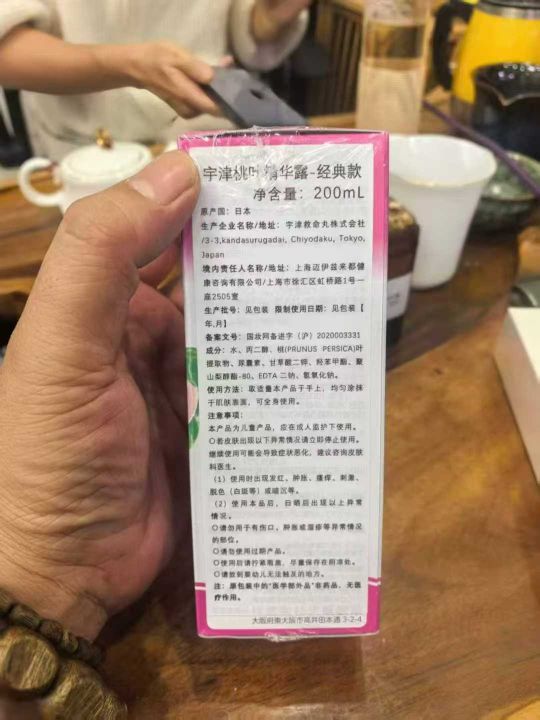 宇津桃叶精华露-经典款
净含量: 200mL
原产国: 日本
生产企业名称/地址: 宇津救命丸株式会社
/3-3,kandasurugadai, Chiyodaku, Tokyo,
Japan
境内责任人名称/地址: 上海迈伊兹来都健
康咨询有限公司/上海市徐汇区虹桥路1号一
座2505室
生产批号: 见包装 限制使用日期: 见包装【
年,月】
备案文号: 国妆网备进字 (沪) 2020003331
成分: 水、丙二醇、桃(PRUNUS PERSICA)叶
提取物、尿囊素、甘草酸二钾、羟苯甲酯、聚
山梨醇酯-80、EDTA 二钠、氢氧化钠。
使用方法: 取适量本产品于手上, 均匀涂抹
于肌肤表面, 可全身使用。
注意事项:
本产品为儿童产品, 应在成人监护下使用。
○若皮肤出现以下异常情况请立即停止使用。
继续使用可能会导致症状恶化, 建议咨询皮肤
科医生。
(1) 使用时出现发红、肿胀、瘙痒、刺激、
脱色 (白斑等) 或暗沉等。
(2) 使用本品后, 日晒后出现以上异常
情况。
○请勿用于有伤口、肿胀或湿疹等异常情况
的部位。
○请勿使用过期产品。
○使用后请拧紧瓶盖, 尽量保存在阴凉处。
○请放到婴幼儿无法触及的地方。
注: 原包装中的"医学部外品"非药品, 无医
疗作用。
大阪府東大阪市高井田本通 3-2-4